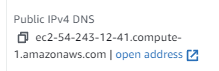 Public IPv4 DNS
ec2-54-243-12-41.compute-
1.amazonaws.com | open address